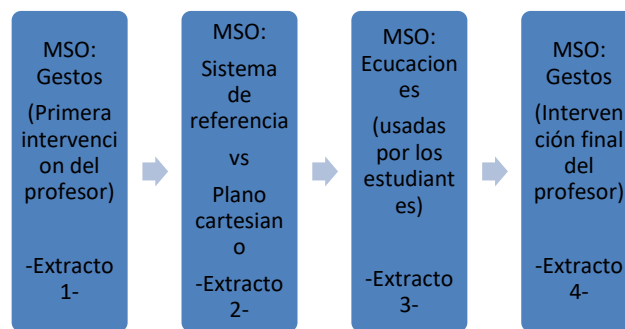 MSO:
Gestos
(Primera
intervenci
on del
profesor)
-Extracto
1-
MSO:
Sistema
de
referencia
vs
Plano
cartesian
o
-Extracto
2-
MSO:
Ecucacion
es
(usadas
por los
estudiant
es)
-Extracto
3-
MSO:
Gestos
(Interven
ción final
del
profesor)
-Extracto
4-